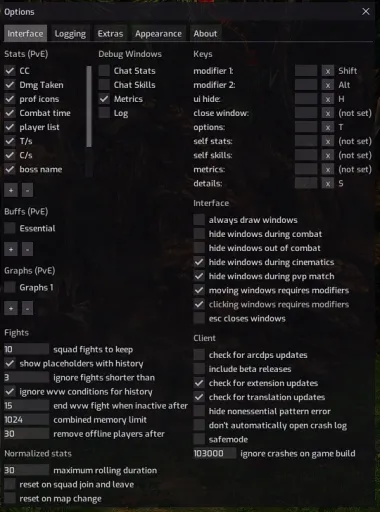 Options
Interface Logging Extras Appearance About
Stats (PvE)
CC
Dmg Taken
prof icons
Combat time
player list
T/s
C/s
boss name
+ -
Buffs (PvE)
Essential
+ -
Graphs (PvE)
Graphs 1
+ -
Fights
10 squad fights to keep
show placeholders with history
3 ignore fights shorter than
ignore wvw conditions for history
15 end wvw fight when inactive after
1024 combined memory limit
30 remove offline players after
Normalized stats
30 maximum rolling duration
reset on squad join and leave
reset on map change
Debug Windows
Chat Stats
Chat Skills
Metrics
Log
Keys
modifier 1: x Shift
modifier 2: x Alt
ui hide: x H
close window: x (not set)
options: x T
self stats: x (not set)
self skills: x (not set)
metrics: x (not set)
details: x S
Interface
always draw windows
hide windows during combat
hide windows out of combat
hide windows during cinematics
hide windows during pvp match
moving windows requires modifiers
clicking windows requires modifiers
esc closes windows
Client
check for arcdps updates
include beta releases
check for extension updates
check for translation updates
hide nonessential pattern error
don't automatically open crash log
safemode
103000 ignore crashes on game build